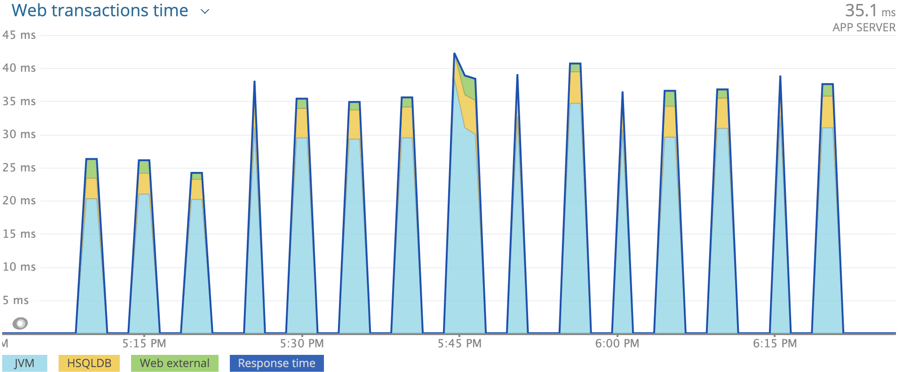 Web transactions time
35.1 ms
APP SERVER
45 ms
40 ms
35 ms
30 ms
25 ms
20 ms
15 ms
10 ms
5 ms
M 5:15 PM 5:30 PM 5:45 PM 6:00 PM 6:15 PM
JVM HSQLDB Web external Response time